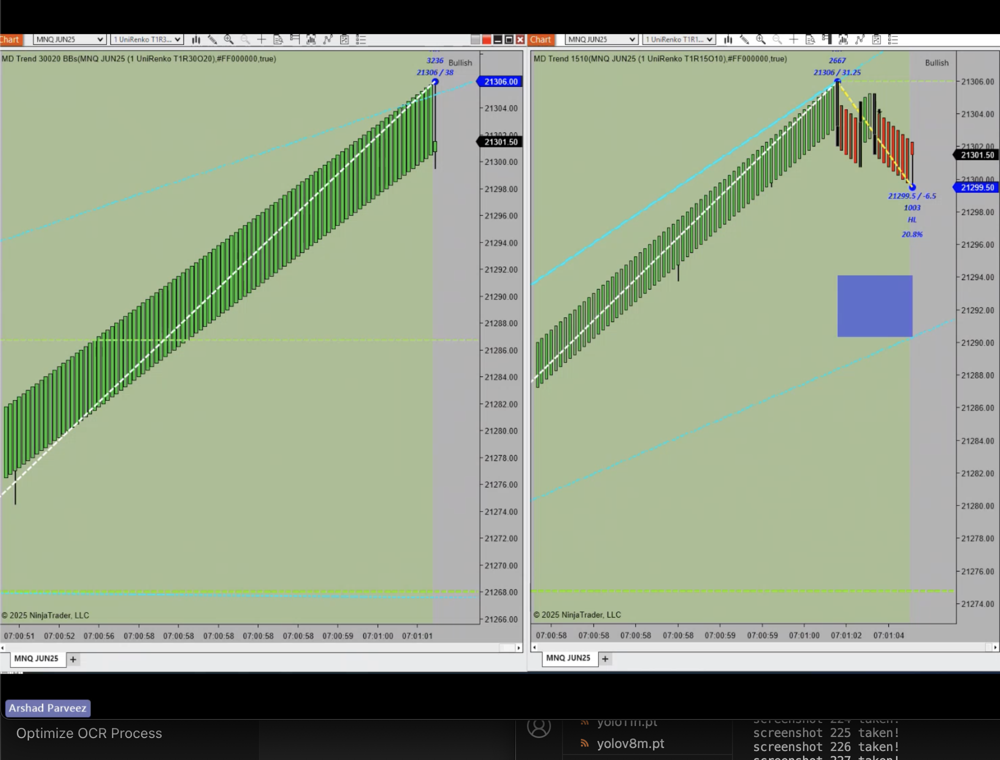 Chart
MNQ JUN25
1 UniRenko T1R3...
MD Trend 30020 BBs(MNQ JUN25 (1 UniRenko T1R30O20),#FF000000,true)
3236
21306 / 38
Bullish
21306.00
21304.00
21301.50
21300.00
21298.00
21296.00
21294.00
21292.00
21290.00
21288.00
21286.00
21284.00
21282.00
21280.00
21278.00
21276.00
21274.00
21272.00
21270.00
21268.00
21266.00
© 2025 NinjaTrader, LLC
07:00:51 07:00:52 07:00:56 07:00:58 07:00:58 07:00:58 07:00:58 07:00:59 07:01:00 07:01:01
MNQ JUN25
+
Chart
MNQ JUN25
1 UniRenko T1R1...
MD Trend 1510(MNQ JUN25 (1 UniRenko T1R15O10),#FF000000,true)
2667
21306 / 31.25
Bullish
21306.00
21304.00
21301.50
21299.50
21298.00
21296.00
21294.00
21292.00
21290.00
21288.00
21286.00
21284.00
21282.00
21280.00
21278.00
21276.00
21274.00
21299.5 / -6.5
1003
HL
20.8%
07:00:58 07:00:58 07:00:58 07:00:58 07:00:59 07:00:59 07:01:00 07:01:02 07:01:04
MNQ JUN25
+
Arshad Parveez
Optimize OCR Process
yolo11n.pt
yolov8m.pt
screenshot 224 taken!
screenshot 225 taken!
screenshot 226 taken!
screenshot 227 taken!